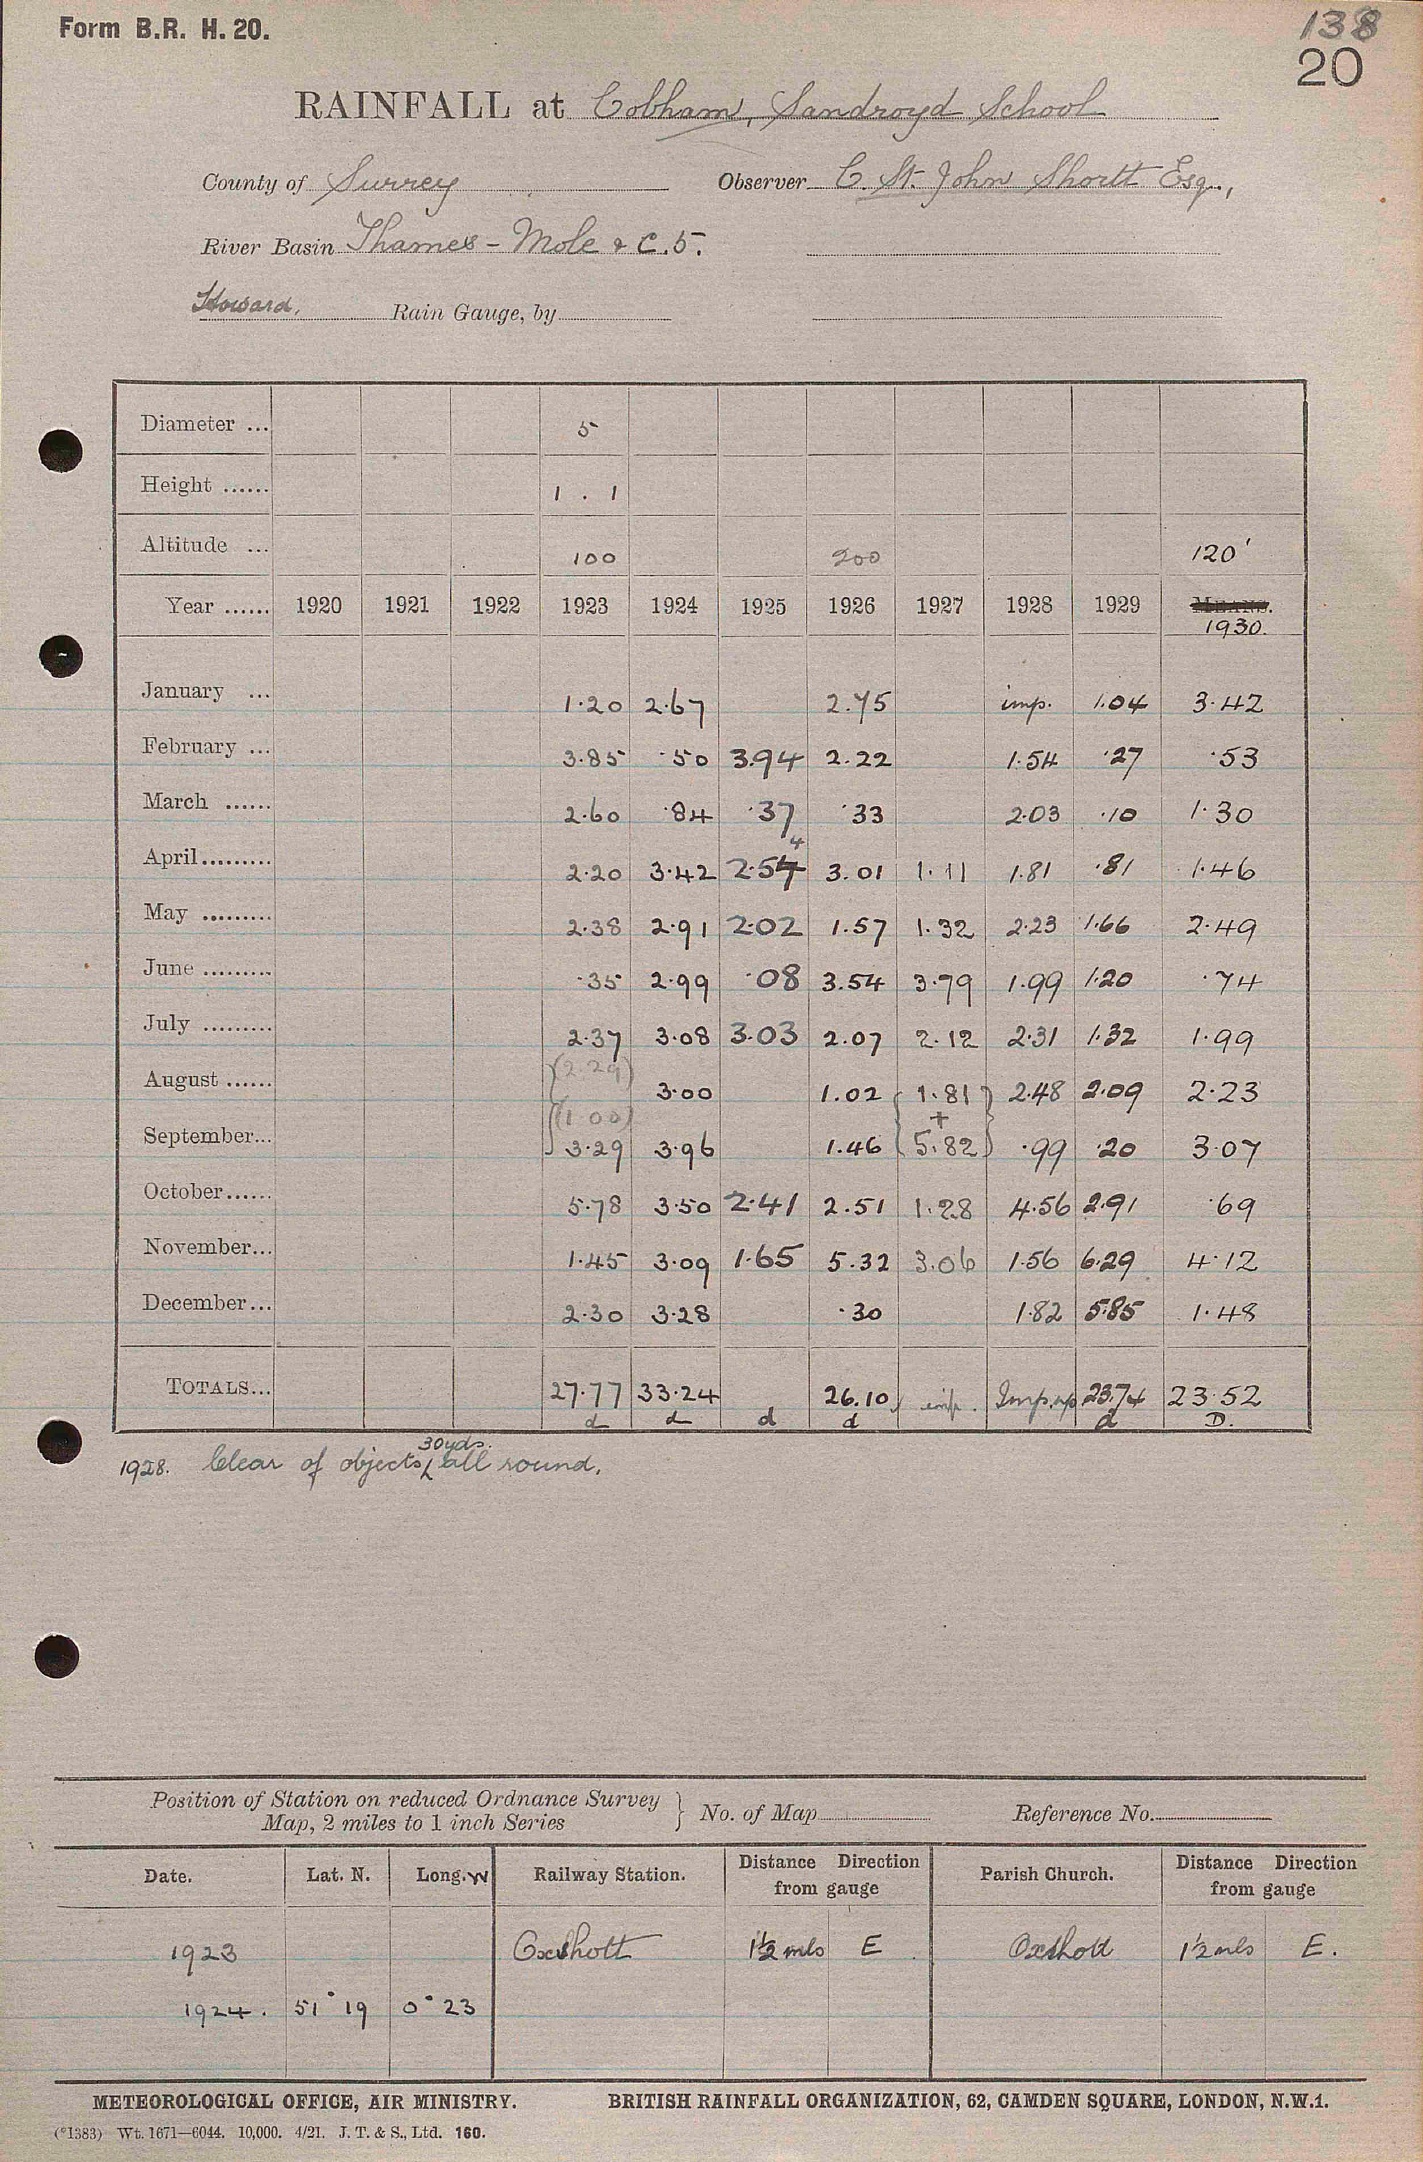 Form B.R. H. 20.
138
20
RAINFALL at Cobham, Sandroyd School
County of Surrey Observer C. St. John Shortt Esq.,
River Basin Thames - Mole & C.5.
Howard, Rain Gauge, by
Diameter ... 5
Height ...... 1 . 1
Altitude ... 100 200 120'
Year ...... 1920 1921 1922 1923 1924 1925 1926 1927 1928 1929 MEANS.
1930.
January ... 1.20 2.67 2.75 imp. 1.04 3.42
February ... 3.85 .50 3.94 2.22 1.54 .27 .53
March ...... 2.60 .84 .37 .33 2.03 .10 1.30
4
April ......... 2.20 3.42 2.54 3.01 1.11 1.81 .81 1.46
May ......... 2.38 2.91 2.02 1.57 1.32 2.23 1.66 2.49
June ......... .35 2.99 .08 3.54 3.79 1.99 1.20 .74
July ......... 2.37 3.08 3.03 2.07 2.12 2.31 1.32 1.99
(2.29)
August ...... 3.00 1.02 1.81 2.48 2.09 2.23
(1.00) +
September... 3.29 3.96 1.46 5.82 .99 .20 3.07
October...... 5.78 3.50 2.41 2.51 1.28 4.56 2.91 .69
November... 1.45 3.09 1.65 5.32 3.06 1.56 6.29 4.12
December... 2.30 3.28 .30 1.82 5.85 1.48
TOTALS... 27.77 33.24 26.10 imp. Imp. 23.74 23.52
d d d d d D.
30yds.
1928. Clear of objects all round.
Position of Station on reduced Ordnance Survey
Map, 2 miles to 1 inch Series
No. of Map Reference No.
Date. Lat. N. Long. W Railway Station. Distance Direction from gauge Parish Church. Distance Direction from gauge
1923 Oxshott 1½ mls E Oxshott 1½ mls E.
1924. 51° 19 0° 23
METEOROLOGICAL OFFICE, AIR MINISTRY. BRITISH RAINFALL ORGANIZATION, 62, CAMDEN SQUARE, LONDON, N.W.1.
(*1383) Wt. 1671—6044. 10,000. 4/21. J. T. & S., Ltd. 160.